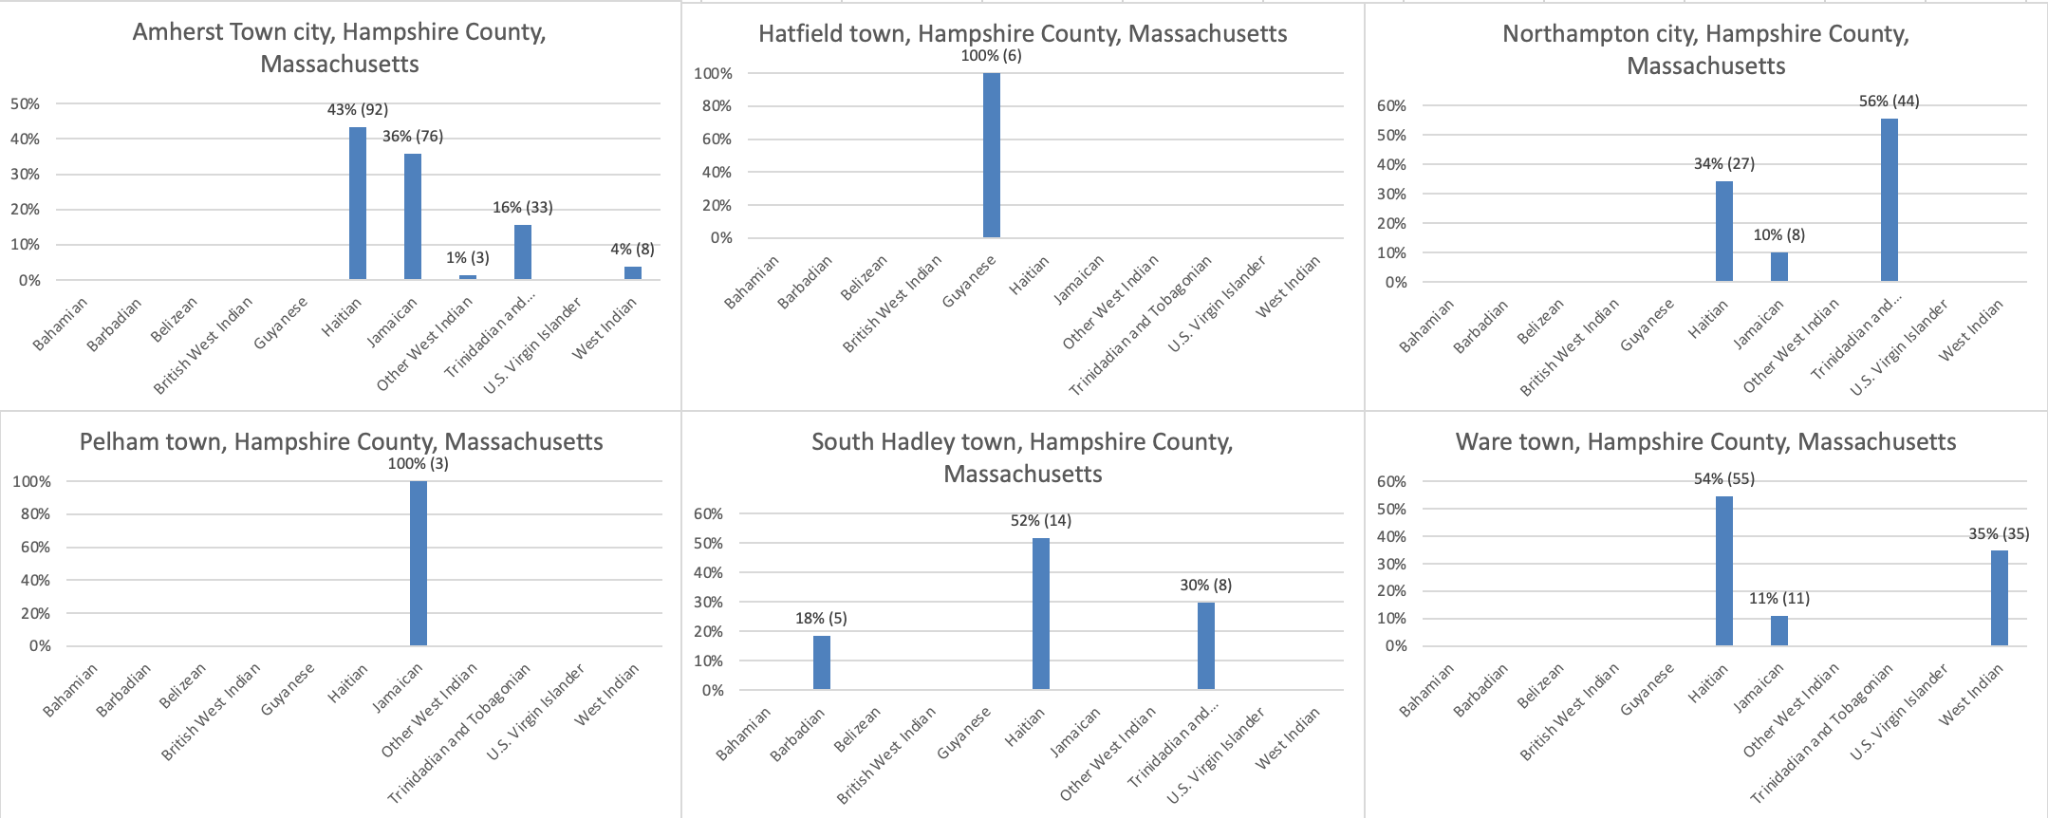 Amherst Town city, Hampshire County,
Massachusetts
50%
40%
30%
20%
10%
0%
43% (92)
36% (76)
1% (3)
16% (33)
4% (8)
Bahamian
Barbadian
Belizean
British West Indian
Guyanese
Haitian
Jamaican
Other West Indian
Trinidadian and...
U.S. Virgin Islander
West Indian
Hatfield town, Hampshire County, Massachusetts
100% (6)
100%
80%
60%
40%
20%
0%
Bahamian
Barbadian
Belizean
British West Indian
Guyanese
Haitian
Jamaican
Other West Indian
Trinidadian and Tobagonian
U.S. Virgin Islander
West Indian
Northampton city, Hampshire County,
Massachusetts
60%
50%
40%
30%
20%
10%
0%
34% (27)
10% (8)
56% (44)
Bahamian
Barbadian
Belizean
British West Indian
Guyanese
Haitian
Jamaican
Other West Indian
Trinidadian and...
U.S. Virgin Islander
West Indian
Pelham town, Hampshire County, Massachusetts
100% (3)
100%
80%
60%
40%
20%
0%
Bahamian
Barbadian
Belizean
British West Indian
Guyanese
Haitian
Jamaican
Other West Indian
Trinidadian and Tobagonian
U.S. Virgin Islander
West Indian
South Hadley town, Hampshire County,
Massachusetts
60%
50%
40%
30%
20%
10%
0%
18% (5)
52% (14)
30% (8)
Bahamian
Barbadian
Belizean
British West Indian
Guyanese
Haitian
Jamaican
Other West Indian
Trinidadian and...
U.S. Virgin Islander
West Indian
Ware town, Hampshire County, Massachusetts
60%
50%
40%
30%
20%
10%
0%
54% (55)
11% (11)
35% (35)
Bahamian
Barbadian
Belizean
British West Indian
Guyanese
Haitian
Jamaican
Other West Indian
Trinidadian and Tobagonian
U.S. Virgin Islander
West Indian